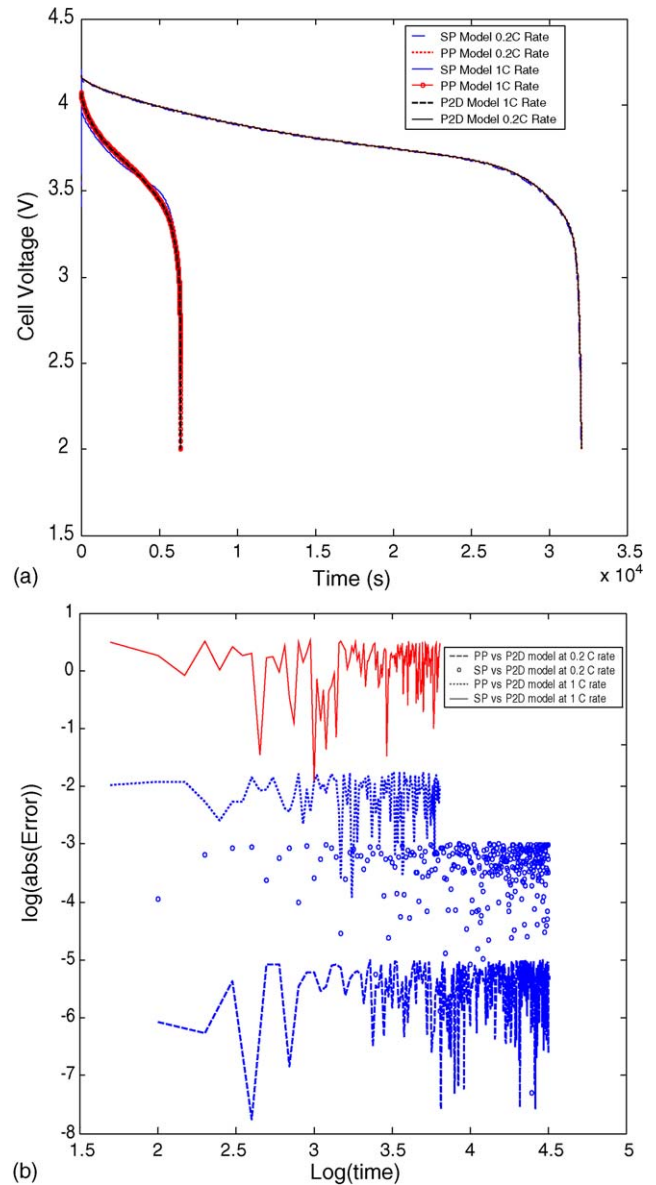 SP Model 0.2C Rate
PP Model 0.2C Rate
SP Model 1C Rate
PP Model 1C Rate
P2D Model 1C Rate
P2D Model 0.2C Rate
4.5
4
3.5
3
2.5
2
1.5
Cell Voltage (V)
0 0.5 1 1.5 2 2.5 3 3.5
Time (s)
x 10⁴
(a)
PP vs P2D model at 0.2 C rate
SP vs P2D model at 0.2 C rate
PP vs P2D model at 1 C rate
SP vs P2D model at 1 C rate
1
0
-1
-2
-3
-4
-5
-6
-7
-8
log(abs(Error))
1.5 2 2.5 3 3.5 4 4.5 5
Log(time)
(b)